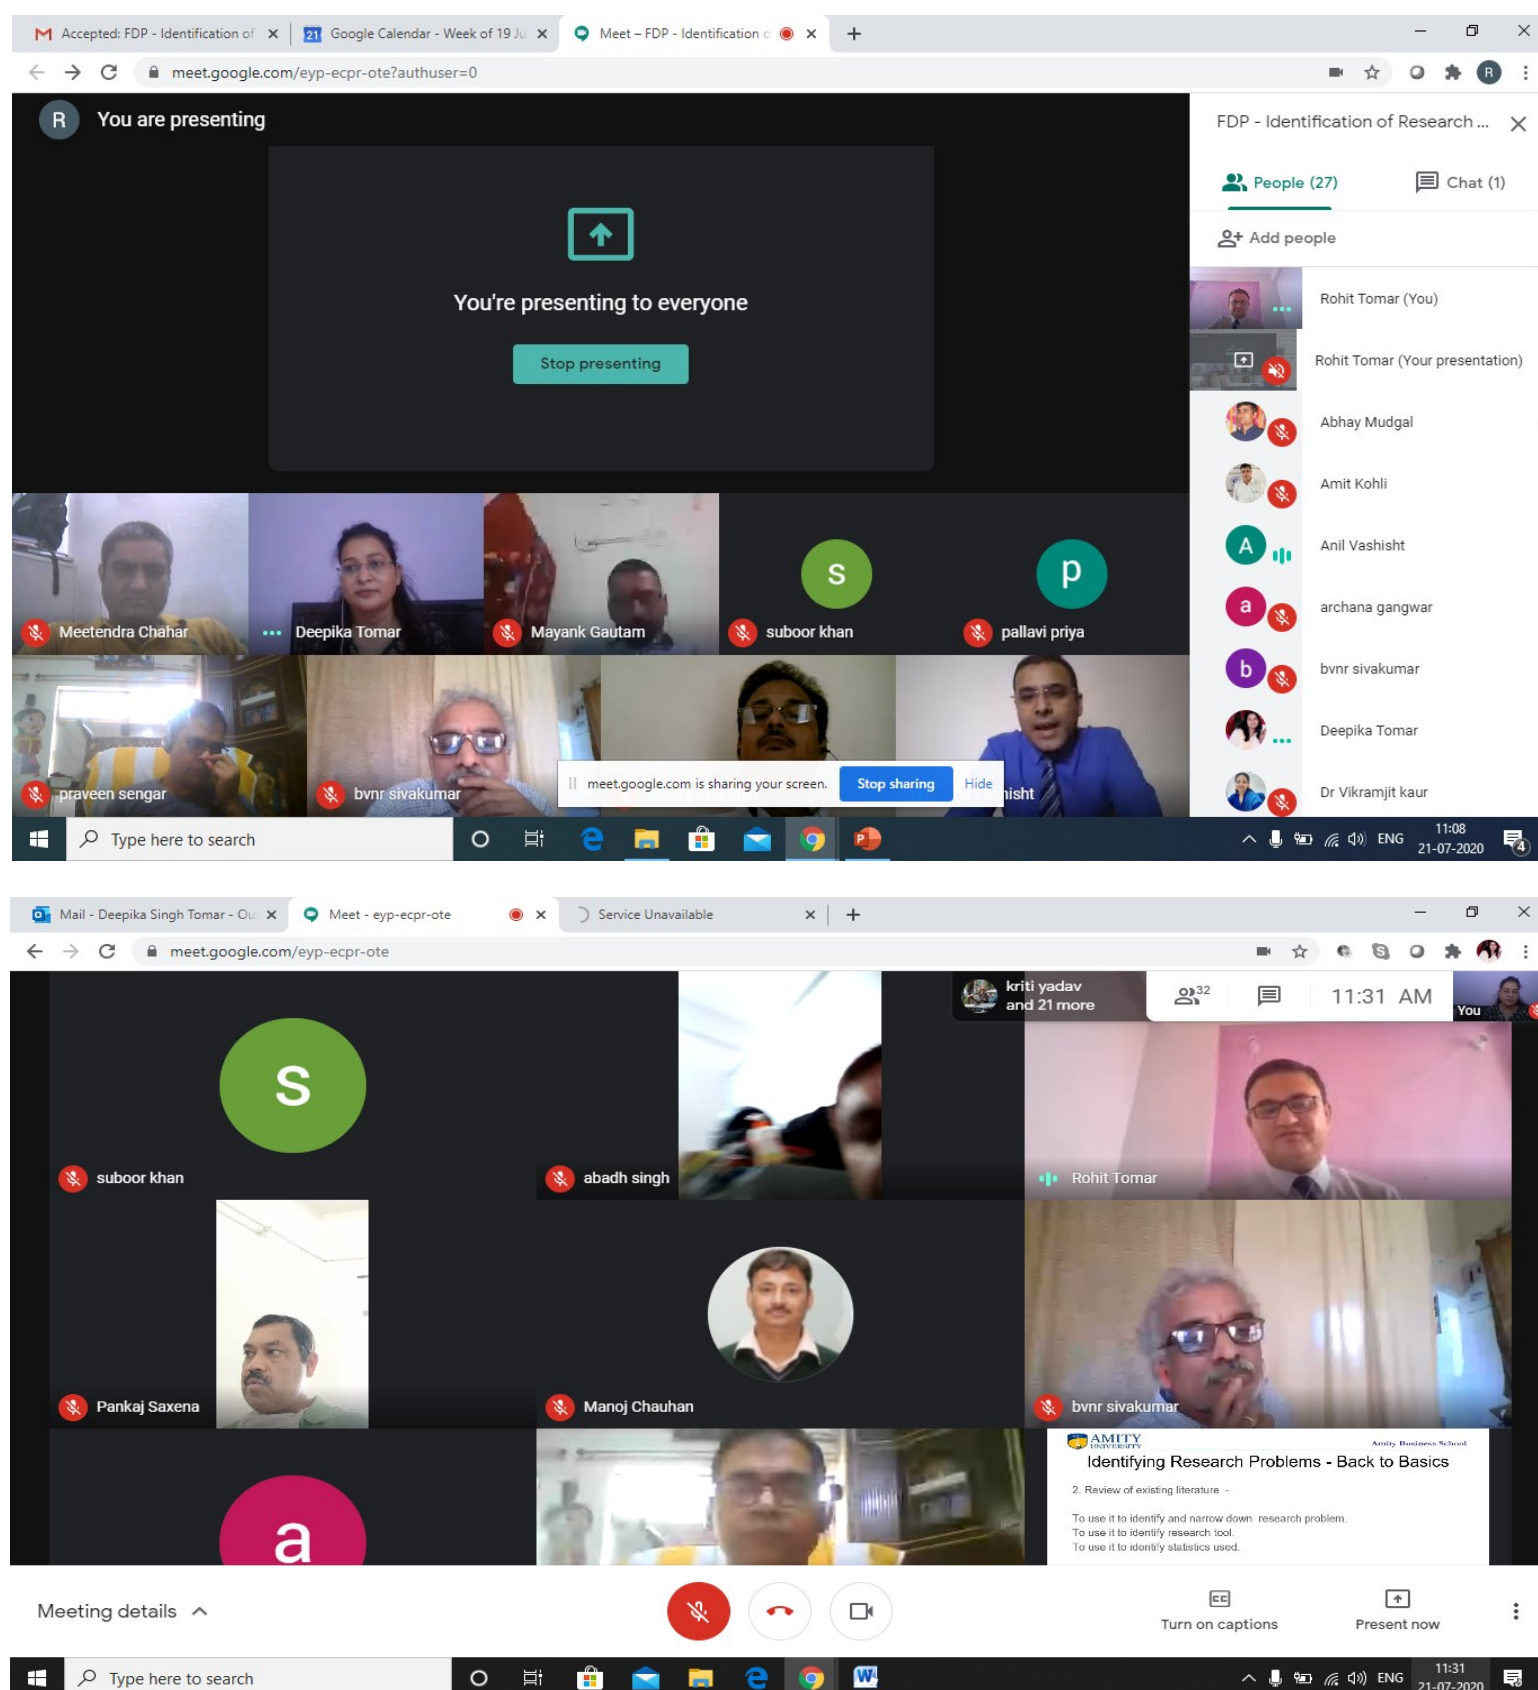 Accepted: FDP - Identification of
Google Calendar - Week of 19 Ju
Meet – FDP - Identification o
meet.google.com/eyp-ecpr-ote?authuser=0
R
R You are presenting
FDP - Identification of Research ...
People (27)
Chat (1)
Add people
You're presenting to everyone
Stop presenting
Rohit Tomar (You)
Rohit Tomar (Your presentation)
Abhay Mudgal
Amit Kohli
A Anil Vashisht
a archana gangwar
b bvnr sivakumar
Deepika Tomar
Dr Vikramjit kaur
s
p
Meetendra Chahar
Deepika Tomar
Mayank Gautam
suboor khan
pallavi priya
praveen sengar
bvnr sivakumar
meet.google.com is sharing your screen.
Stop sharing
Hide
Type here to search
ENG
11:08
21-07-2020
4
Mail - Deepika Singh Tomar - Ou
Meet - eyp-ecpr-ote
Service Unavailable
meet.google.com/eyp-ecpr-ote
kriti yadav
and 21 more
32
11:31 AM
You
s
suboor khan
abadh singh
Rohit Tomar
Pankaj Saxena
Manoj Chauhan
bvnr sivakumar
a
AMITY
UNIVERSITY
Amity Business School
Identifying Research Problems - Back to Basics
2. Review of existing literature -
To use it to identify and narrow down research problem.
To use it to identify research tool.
To use it to identify statistics used.
Meeting details
Turn on captions
Present now
Type here to search
ENG
11:31
21-07-2020